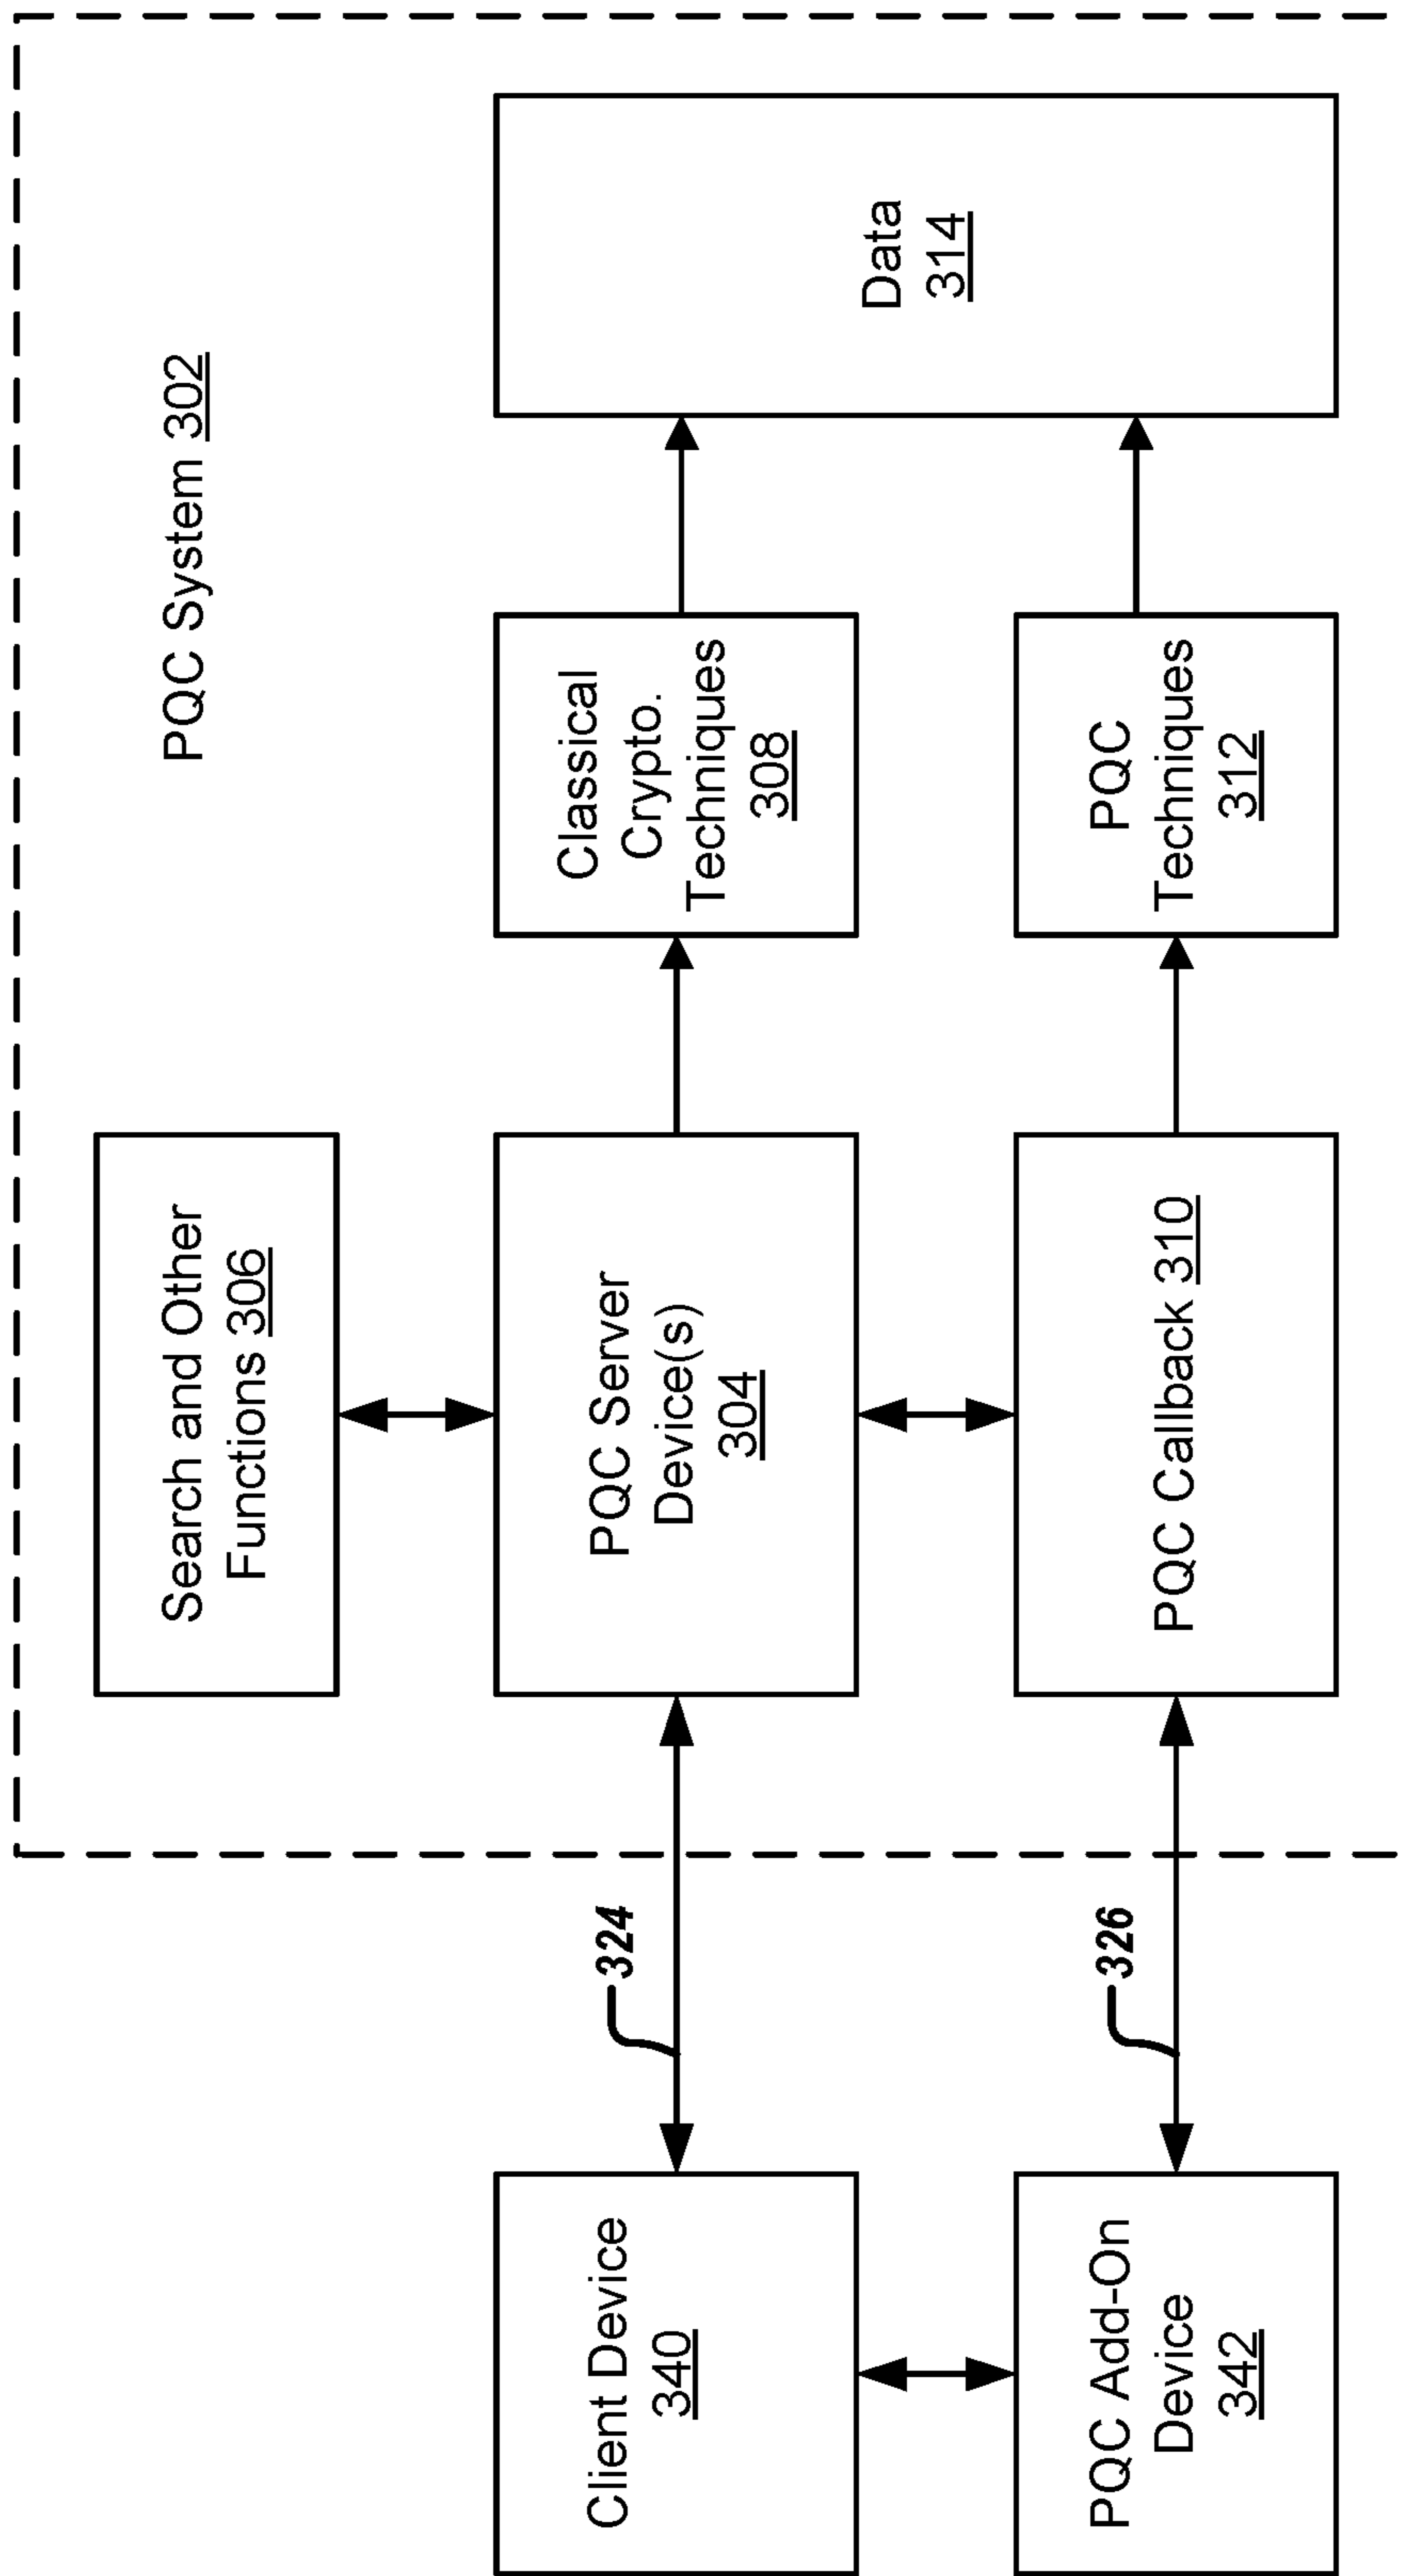 PQC System 302
Search and Other
Functions 306
Client Device
340
324
PQC Server
Device(s)
304
Classical
Crypto.
Techniques
308
Data
314
PQC Add-On
Device
342
326
PQC Callback 310
PQC
Techniques
312